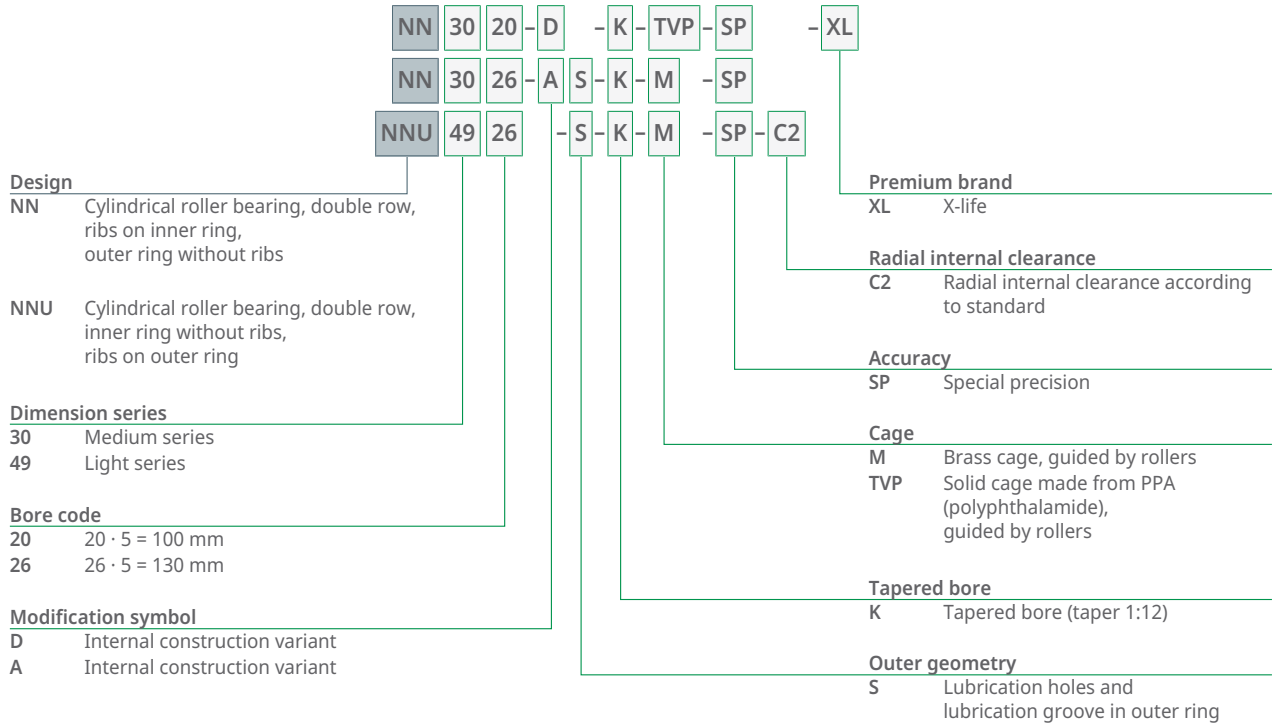 NN 30 20 – D – K – TVP – SP – XL
NN 30 26 – A S – K – M – SP
NNU 49 26 – S – K – M – SP – C2
Design
NN Cylindrical roller bearing, double row,
ribs on inner ring,
outer ring without ribs
NNU Cylindrical roller bearing, double row,
inner ring without ribs,
ribs on outer ring
Dimension series
30 Medium series
49 Light series
Bore code
20 20 · 5 = 100 mm
26 26 · 5 = 130 mm
Modification symbol
D Internal construction variant
A Internal construction variant
Premium brand
XL X-life
Radial internal clearance
C2 Radial internal clearance according
to standard
Accuracy
SP Special precision
Cage
M Brass cage, guided by rollers
TVP Solid cage made from PPA
(polyphthalamide),
guided by rollers
Tapered bore
K Tapered bore (taper 1:12)
Outer geometry
S Lubrication holes and
lubrication groove in outer ring